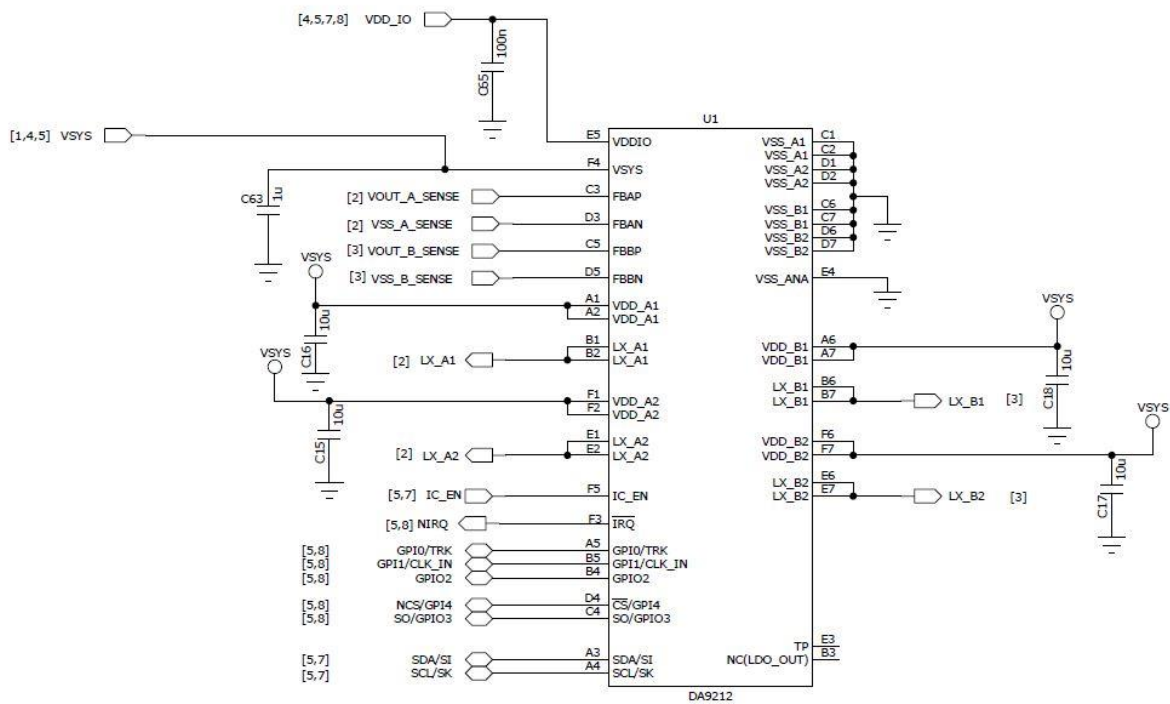 [4,5,7,8] VDD_IO
100n
C65
[1,4,5] VSYS
U1
E5 VDDIO
VSS_A1 C1
VSS_A1 C2
F4 VSYS
VSS_A2 D1
VSS_A2 D2
C63
1u
[2] VOUT_A_SENSE C3 FBAP
VSS_B1 C6
[2] VSS_A_SENSE D3 FBAN
VSS_B1 C7
VSS_B2 D6
[3] VOUT_B_SENSE C5 FBBP
VSS_B2 D7
[3] VSS_B_SENSE D5 FBBN
VSS_ANA E4
VSYS
A1 VDD_A1
A2 VDD_A1
10u
C16
VSYS
VDD_B1 A6
VDD_B1 A7
10u
C18
B1 LX_A1
[2] LX_A1 B2 LX_A1
VSYS
LX_B1 B6
LX_B1 B7 LX_B1 [3]
F1 VDD_A2
F2 VDD_A2
10u
C15
VSYS
VDD_B2 F6
VDD_B2 F7
10u
C17
E1 LX_A2
[2] LX_A2 E2 LX_A2
LX_B2 E6
LX_B2 E7 LX_B2 [3]
[5,7] IC_EN F5 IC_EN
[5,8] NIRQ F3 IRQ
[5,8] GPI0/TRK A5 GPI0/TRK
[5,8] GPI1/CLK_IN B5 GPI1/CLK_IN
[5,8] GPIO2 B4 GPIO2
[5,8] NCS/GPI4 D4 CS/GPI4
[5,8] SO/GPIO3 C4 SO/GPIO3
TP E3
[5,7] SDA/SI A3 SDA/SI
NC(LDO_OUT) B3
[5,7] SCL/SK A4 SCL/SK
DA9212